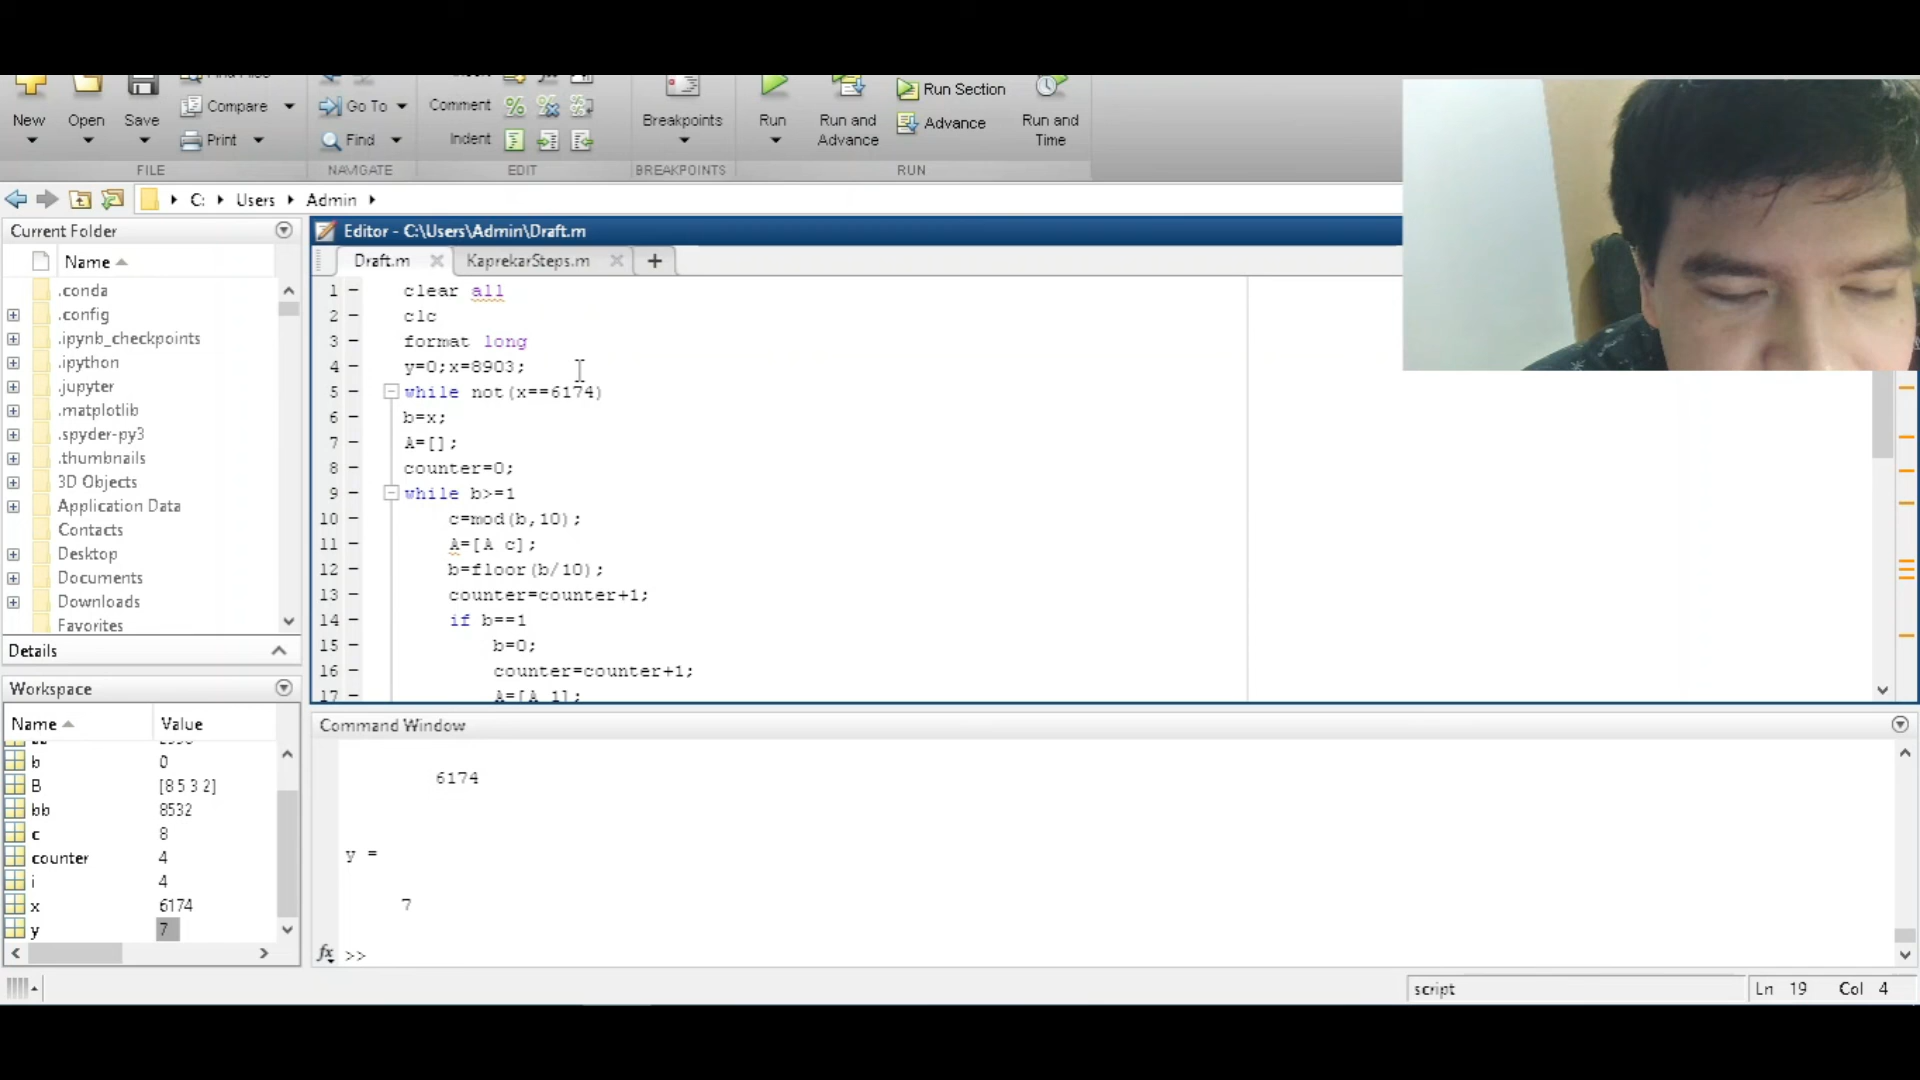 New
Open
Save
Compare
Print
FILE
Go To
Find
NAVIGATE
Comment
Indent
EDIT
Breakpoints
BREAKPOINTS
Run
Run and
Advance
Run Section
Advance
Run and
Time
RUN
C:
Users
Admin
Current Folder
Name
.conda
.config
.ipynb_checkpoints
.ipython
.jupyter
.matplotlib
.spyder-py3
.thumbnails
3D Objects
Application Data
Contacts
Desktop
Documents
Downloads
Favorites
Details
Workspace
Name Value
b 0
B [8 5 3 2]
bb 8532
c 8
counter 4
i 4
x 6174
y 7
Editor - C:\Users\Admin\Draft.m
Draft.m KaprekarSteps.m +
1 - clear all
2 - clc
3 - format long
4 - y=0;x=8903;
5 - while not(x==6174)
6 - b=x;
7 - A=[];
8 - counter=0;
9 - while b>=1
10 - c=mod(b,10);
11 - A=[A c];
12 - b=floor(b/10);
13 - counter=counter+1;
14 - if b==1
15 - b=0;
16 - counter=counter+1;
17 - A=[A 1];
Command Window
6174
y =
7
fx >>
script Ln 19 Col 4